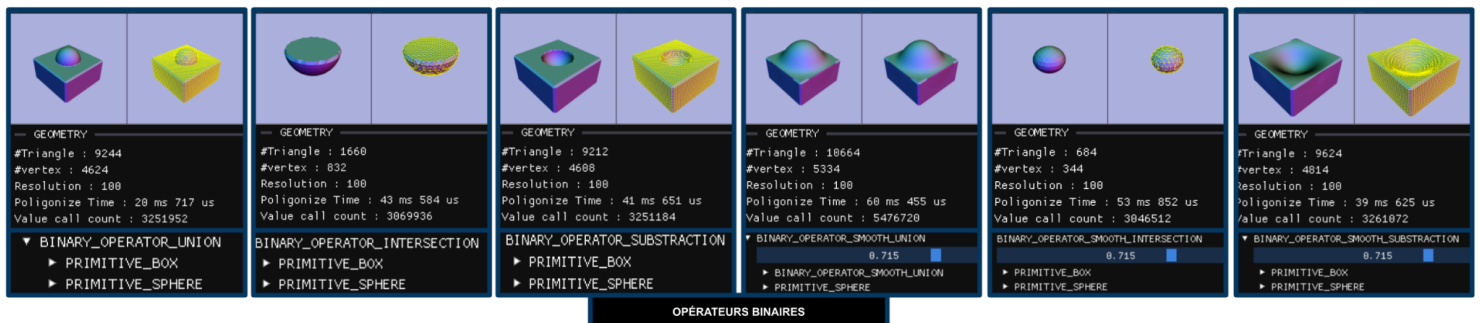 GEOMETRY
#Triangle : 9244
#vertex : 4624
Resolution : 100
Poligonize Time : 20 ms 717 us
Value call count : 3251952
BINARY_OPERATOR_UNION
PRIMITIVE_BOX
PRIMITIVE_SPHERE
GEOMETRY
#Triangle : 1660
#vertex : 832
Resolution : 100
Poligonize Time : 43 ms 584 us
Value call count : 3069936
BINARY_OPERATOR_INTERSECTION
PRIMITIVE_BOX
PRIMITIVE_SPHERE
GEOMETRY
#Triangle : 9212
#vertex : 4608
Resolution : 100
Poligonize Time : 41 ms 651 us
Value call count : 3251184
BINARY_OPERATOR_SUBSTRACTION
PRIMITIVE_BOX
PRIMITIVE_SPHERE
GEOMETRY
#Triangle : 10664
#vertex : 5334
Resolution : 100
Poligonize Time : 60 ms 455 us
Value call count : 5476720
BINARY_OPERATOR_SMOOTH_UNION
0.715
BINARY_OPERATOR_SMOOTH_UNION
PRIMITIVE_SPHERE
GEOMETRY
#Triangle : 684
#vertex : 344
Resolution : 100
Poligonize Time : 53 ms 852 us
Value call count : 3046512
BINARY_OPERATOR_SMOOTH_INTERSECTION
0.715
PRIMITIVE_BOX
PRIMITIVE_SPHERE
GEOMETRY
#Triangle : 9624
#vertex : 4814
Resolution : 100
Poligonize Time : 39 ms 625 us
Value call count : 3261072
BINARY_OPERATOR_SMOOTH_SUBSTRACTION
0.715
PRIMITIVE_BOX
PRIMITIVE_SPHERE
OPÉRATEURS BINAIRES